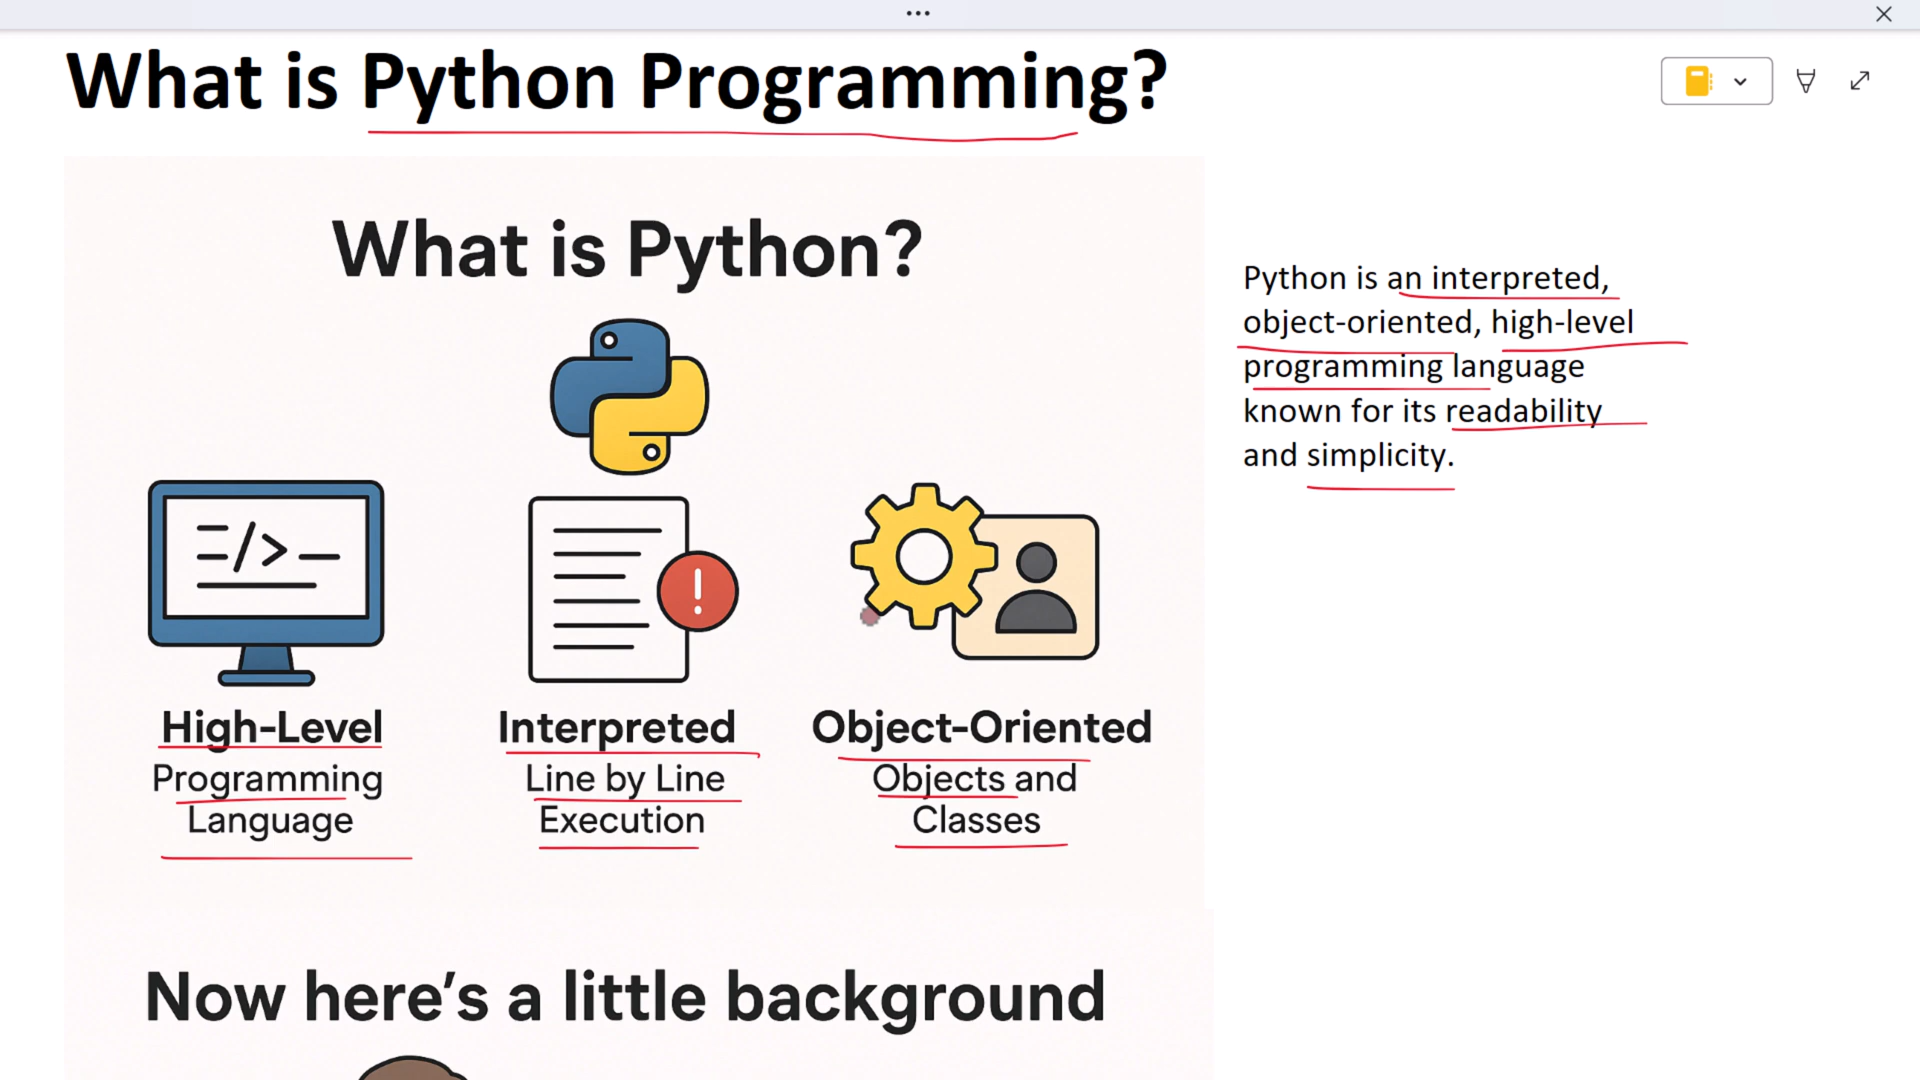 What is Python Programming?
What is Python?
Python is an interpreted,
object-oriented, high-level
programming language
known for its readability
and simplicity.
High-Level
Programming
Language
Interpreted
Line by Line
Execution
Object-Oriented
Objects and
Classes
Now here's a little background